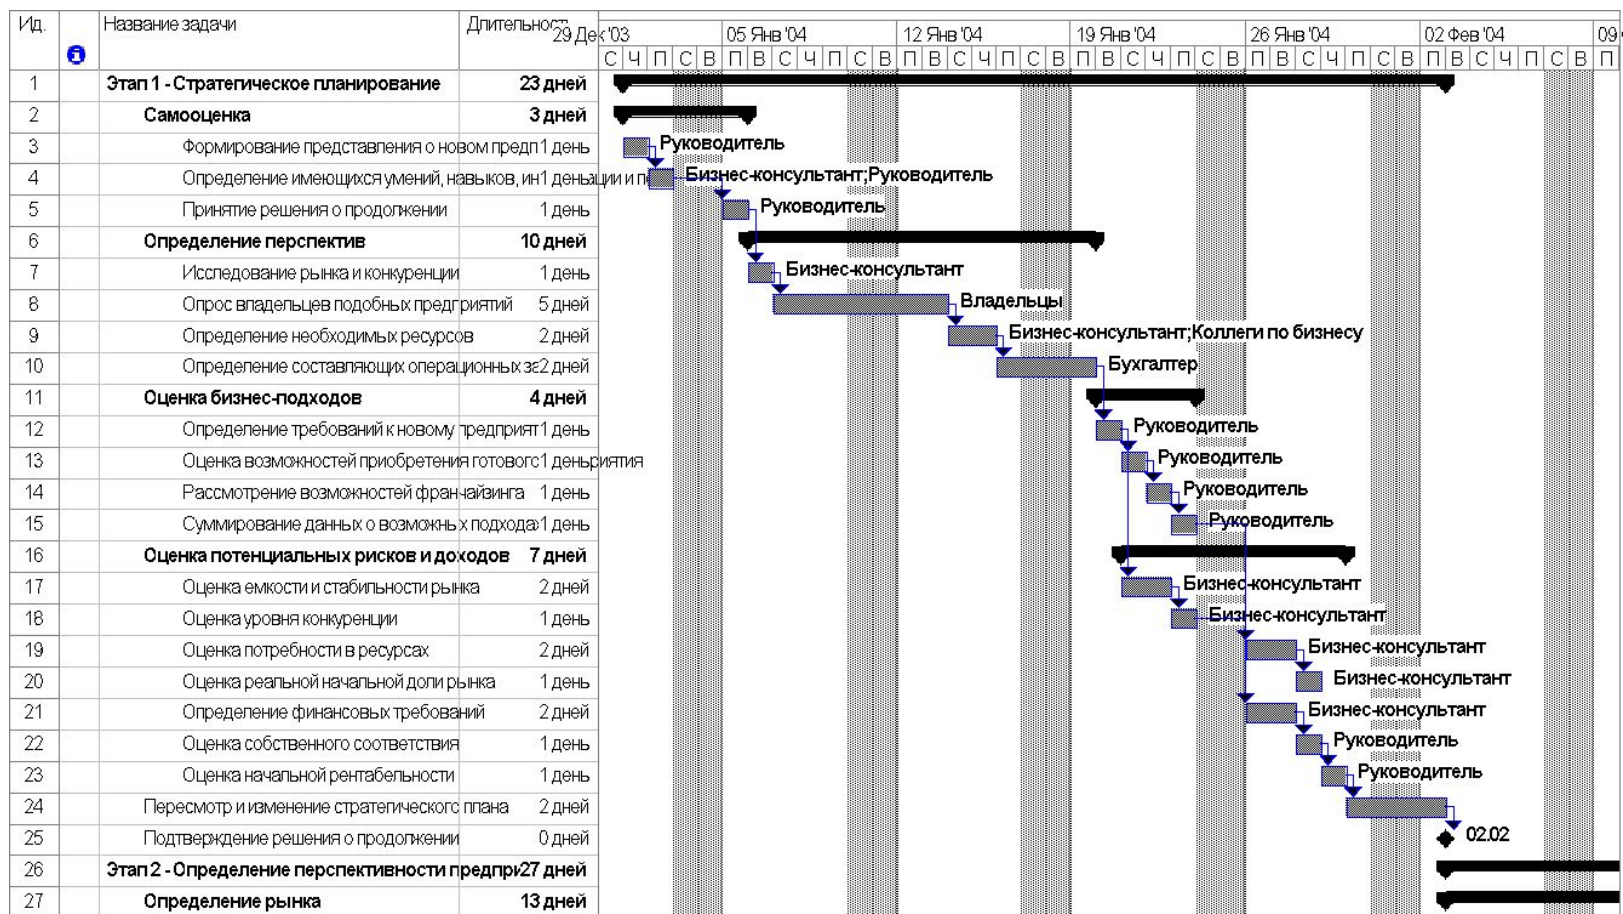 Ид. Название задачи Длительность 29 Дек '03 05 Янв '04 12 Янв '04 19 Янв '04 26 Янв '04 02 Фев '04 09
С Ч П С В П В С Ч П С В П В С Ч П С В П В С Ч П С В П В С Ч П С В П В С Ч П С В П
1 Этап 1 - Стратегическое планирование 23 дней
2 Самооценка 3 дней
3 Формирование представления о новом предп 1 день Руководитель
4 Определение имеющихся умений, навыков, ин 1 день ции и п Бизнес-консультант;Руководитель
5 Принятие решения о продолжении 1 день Руководитель
6 Определение перспектив 10 дней
7 Исследование рынка и конкуренции 1 день Бизнес-консультант
8 Опрос владельцев подобных предприятий 5 дней Владельцы
9 Определение необходимых ресурсов 2 дней Бизнес-консультант;Коллеги по бизнесу
10 Определение составляющих операционных за 2 дней Бухгалтер
11 Оценка бизнес-подходов 4 дней
12 Определение требований к новому предприят 1 день Руководитель
13 Оценка возможностей приобретения готового 1 день риятия Руководитель
14 Рассмотрение возможностей франчайзинга 1 день Руководитель
15 Суммирование данных о возможных подхода 1 день Руководитель
16 Оценка потенциальных рисков и доходов 7 дней
17 Оценка емкости и стабильности рынка 2 дней Бизнес-консультант
18 Оценка уровня конкуренции 1 день Бизнес-консультант
19 Оценка потребности в ресурсах 2 дней Бизнес-консультант
20 Оценка реальной начальной доли рынка 1 день Бизнес-консультант
21 Определение финансовых требований 2 дней Бизнес-консультант
22 Оценка собственного соответствия 1 день Руководитель
23 Оценка начальной рентабельности 1 день Руководитель
24 Пересмотр и изменение стратегического плана 2 дней
25 Подтверждение решения о продолжении 0 дней 02.02
26 Этап 2 - Определение перспективности предпри 27 дней
27 Определение рынка 13 дней